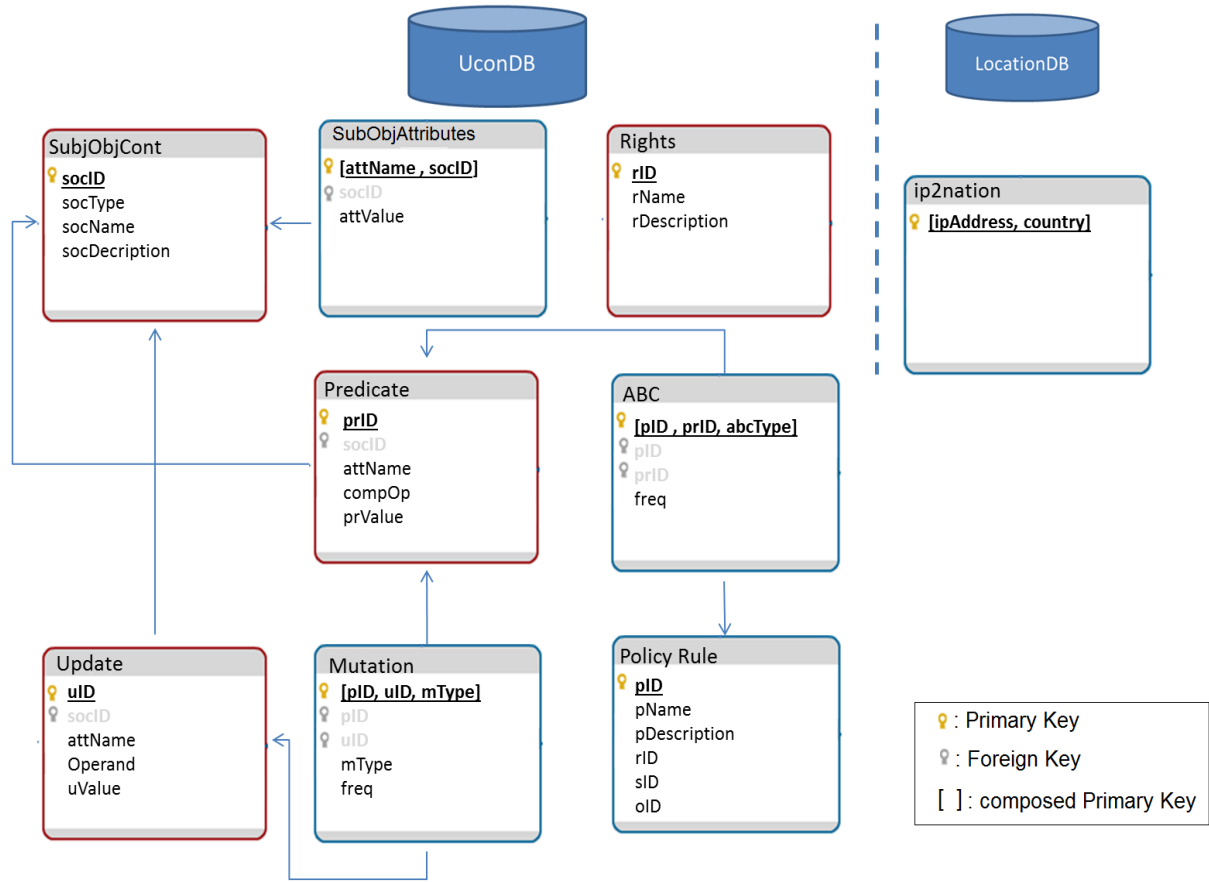 UconDB
LocationDB
SubjObjCont
socID
socType
socName
socDecription
SubObjAttributes
[attName , socID]
socID
attValue
Rights
rID
rName
rDescription
ip2nation
[ipAddress, country]
Predicate
prID
socID
attName
compOp
prValue
ABC
[pID , prID, abcType]
pID
prID
freq
Update
uID
socID
attName
Operand
uValue
Mutation
[pID, uID, mType]
pID
uID
mType
freq
Policy Rule
pID
pName
pDescription
rID
sID
oID
: Primary Key
: Foreign Key
[ ] : composed Primary Key